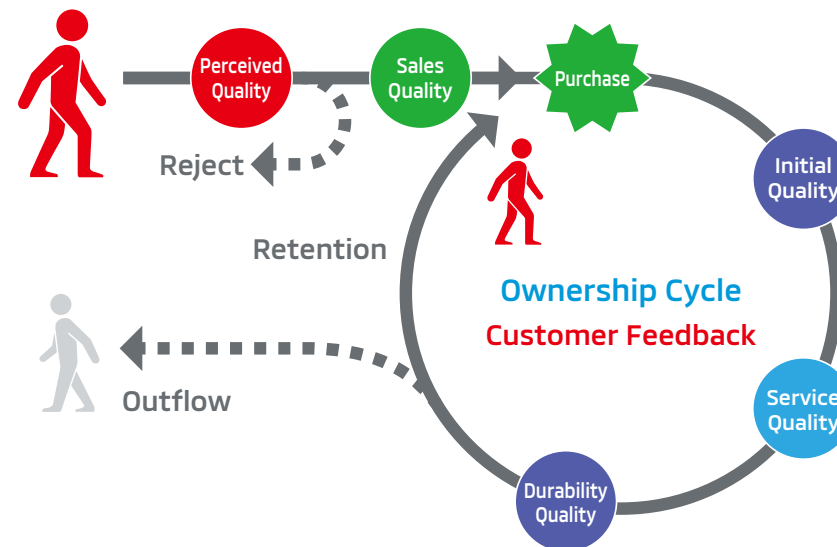 Perceived
Quality
Sales
Quality
Purchase
Reject
Initial
Quality
Retention
Ownership Cycle
Customer Feedback
Outflow
Service
Quality
Durability
Quality